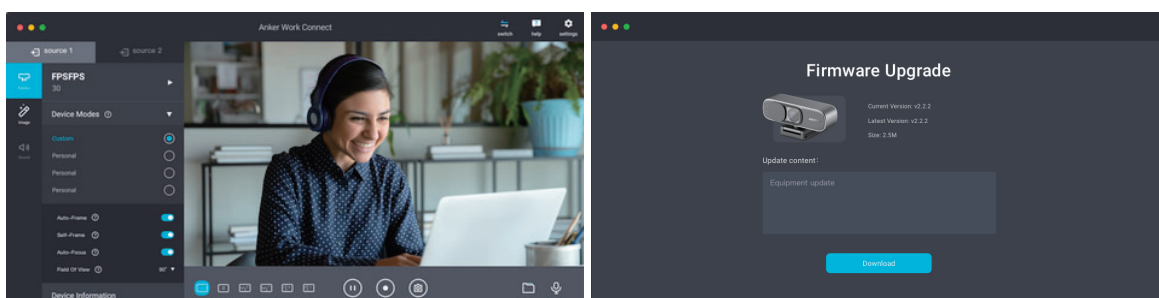 Anker Work Connect
switch
help
settings
source 1
source 2
FPSFPS
30
Device Modes
Image
Custom
Personal
Personal
Personal
Auto-Frame
Self-Frame
Auto-Focus
Field Of View
90°
Device Information
Firmware Upgrade
Current Version: v2.2.2
Latest Version: v2.2.2
Size: 2.5M
Update content:
Equipment update
Download